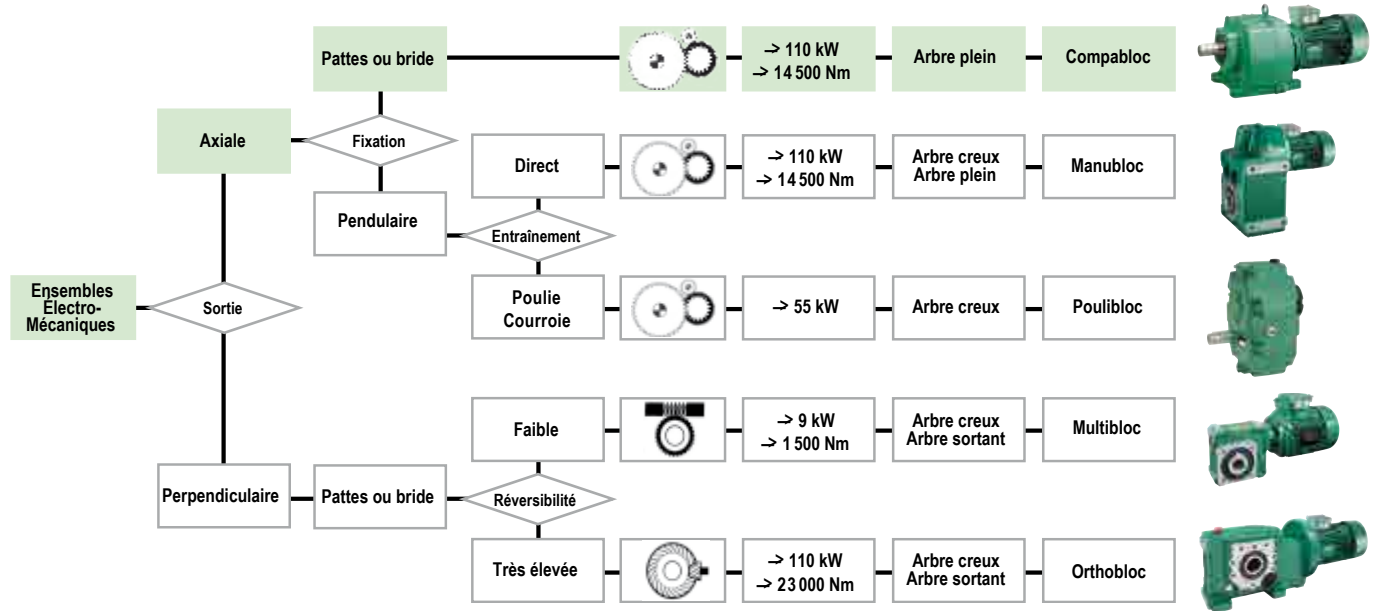 Pattes ou bride
-> 110 kW
-> 14 500 Nm
Arbre plein
Compabloc
Axiale
Fixation
Direct
-> 110 kW
-> 14 500 Nm
Arbre creux
Arbre plein
Manubloc
Pendulaire
Entraînement
Ensembles
Électro-
Mécaniques
Sortie
Poulie
Courroie
-> 55 kW
Arbre creux
Poulibloc
Faible
-> 9 kW
-> 1 500 Nm
Arbre creux
Arbre sortant
Multibloc
Perpendiculaire
Pattes ou bride
Réversibilité
Très élevée
-> 110 kW
-> 23 000 Nm
Arbre creux
Arbre sortant
Orthobloc